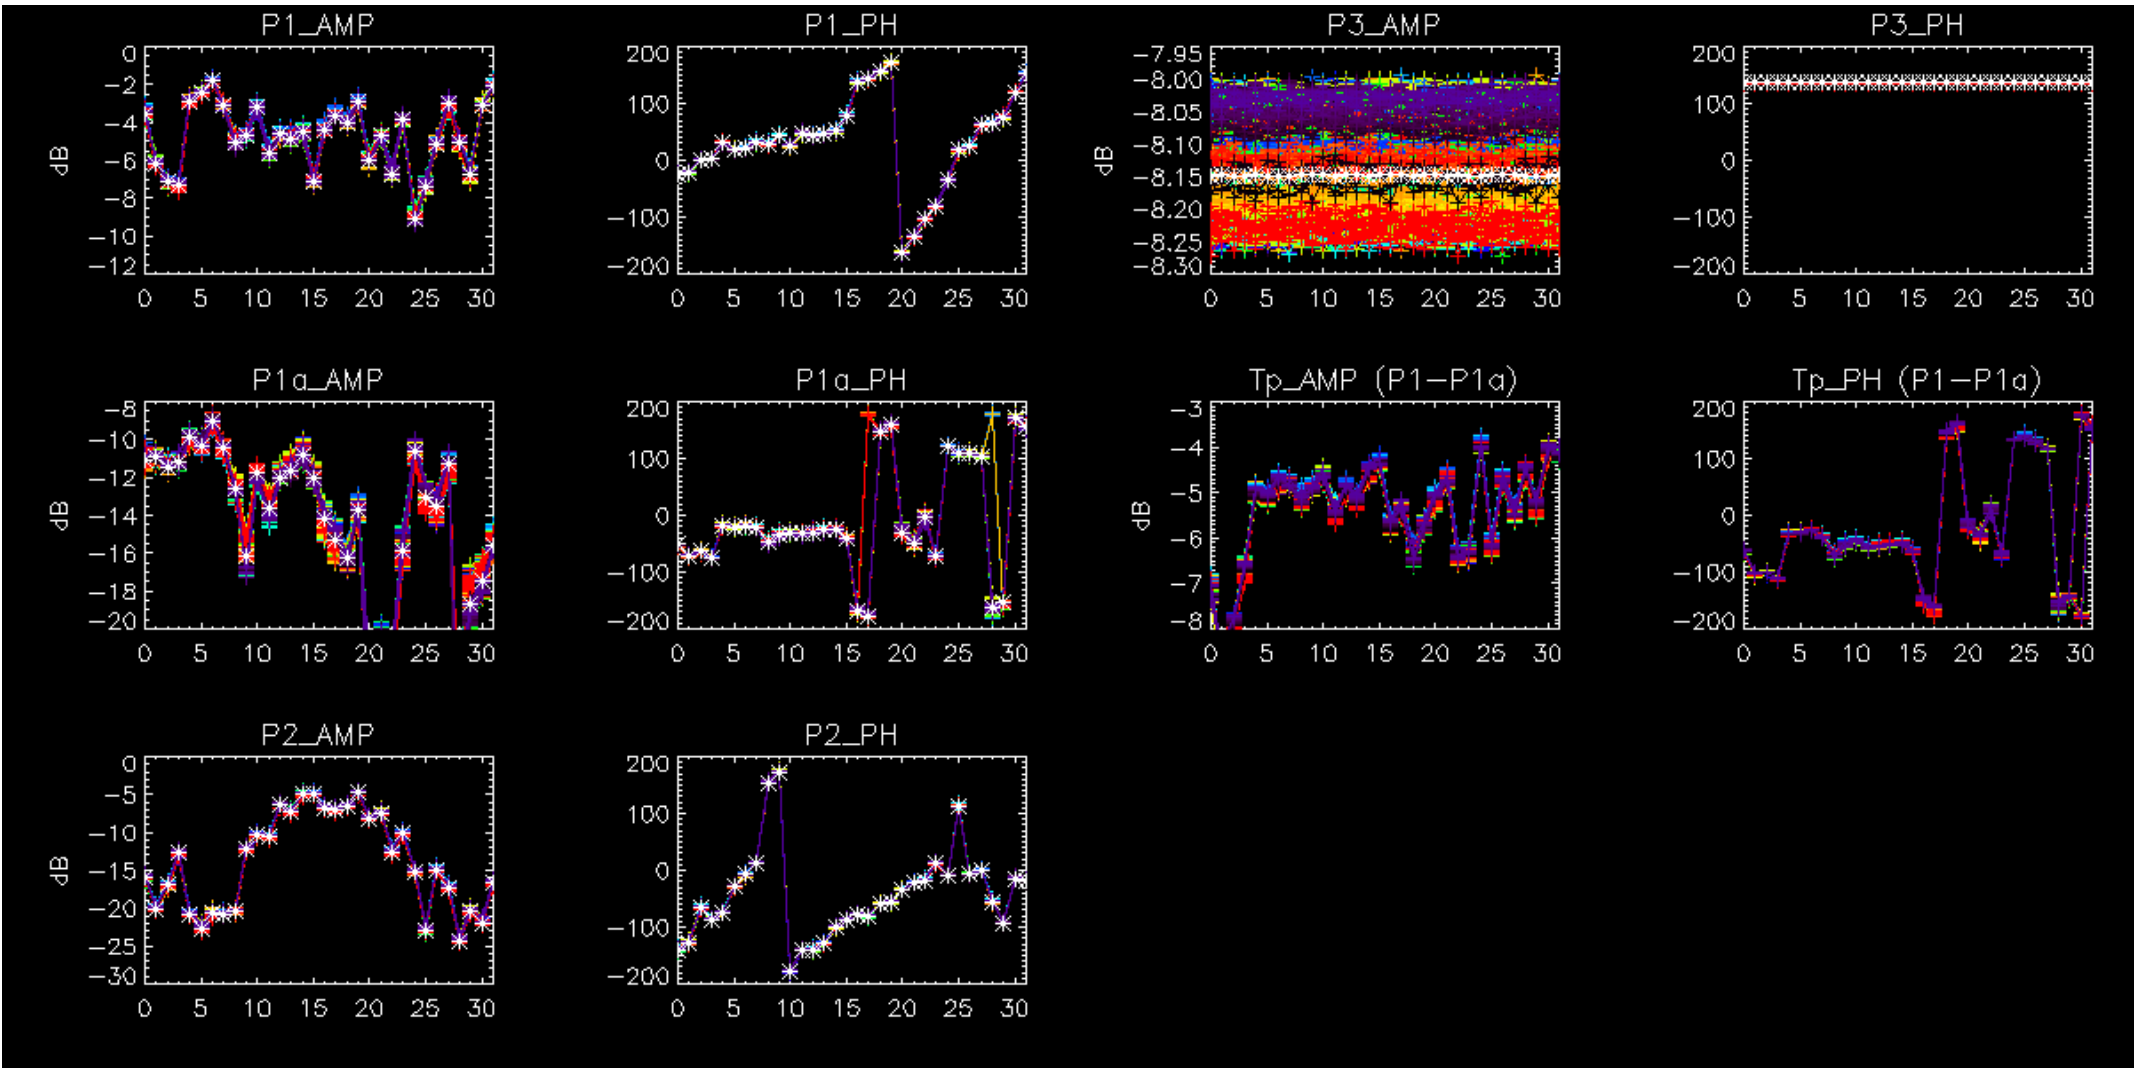 P1_AMP
P1_PH
P3_AMP
P3_PH
0
−2
−4
−6
−8
−10
−12
dB
0 5 10 15 20 25 30
200
100
0
−100
−200
0 5 10 15 20 25 30
−7.95
−8.00
−8.05
−8.10
−8.15
−8.20
−8.25
−8.30
dB
0 5 10 15 20 25 30
200
100
0
−100
−200
0 5 10 15 20 25 30
P1a_AMP
P1a_PH
Tp_AMP (P1−P1a)
Tp_PH (P1−P1a)
−8
−10
−12
−14
−16
−18
−20
dB
0 5 10 15 20 25 30
200
100
0
−100
−200
0 5 10 15 20 25 30
−3
−4
−5
−6
−7
−8
dB
0 5 10 15 20 25 30
200
100
0
−100
−200
0 5 10 15 20 25 30
P2_AMP
P2_PH
0
−5
−10
−15
−20
−25
−30
dB
0 5 10 15 20 25 30
200
100
0
−100
−200
0 5 10 15 20 25 30